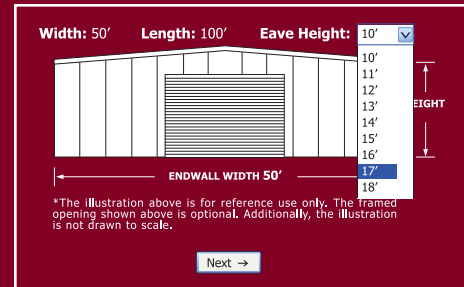 Width: 50' Length: 100' Eave Height: 10'
10'
11'
12'
13'
14'
15'
16'
17'
18'
ENDWALL WIDTH 50'
*The illustration above is for reference use only. The framed
opening shown above is optional. Additionally, the illustration
is not drawn to scale.
Next →